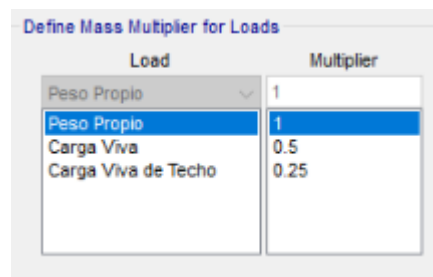 Define Mass Multiplier for Loads
Load Multiplier
Peso Propio 1
Peso Propio 1
Carga Viva 0.5
Carga Viva de Techo 0.25